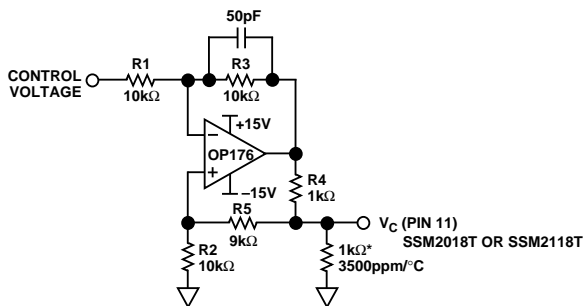 50pF
R1
R3
CONTROL
VOLTAGE
10kΩ
10kΩ
+15V
OP176
–15V
R4
1kΩ
R5
9kΩ
R2
10kΩ
1kΩ*
3500ppm/°C
VC (PIN 11)
SSM2018T OR SSM2118T
−
+